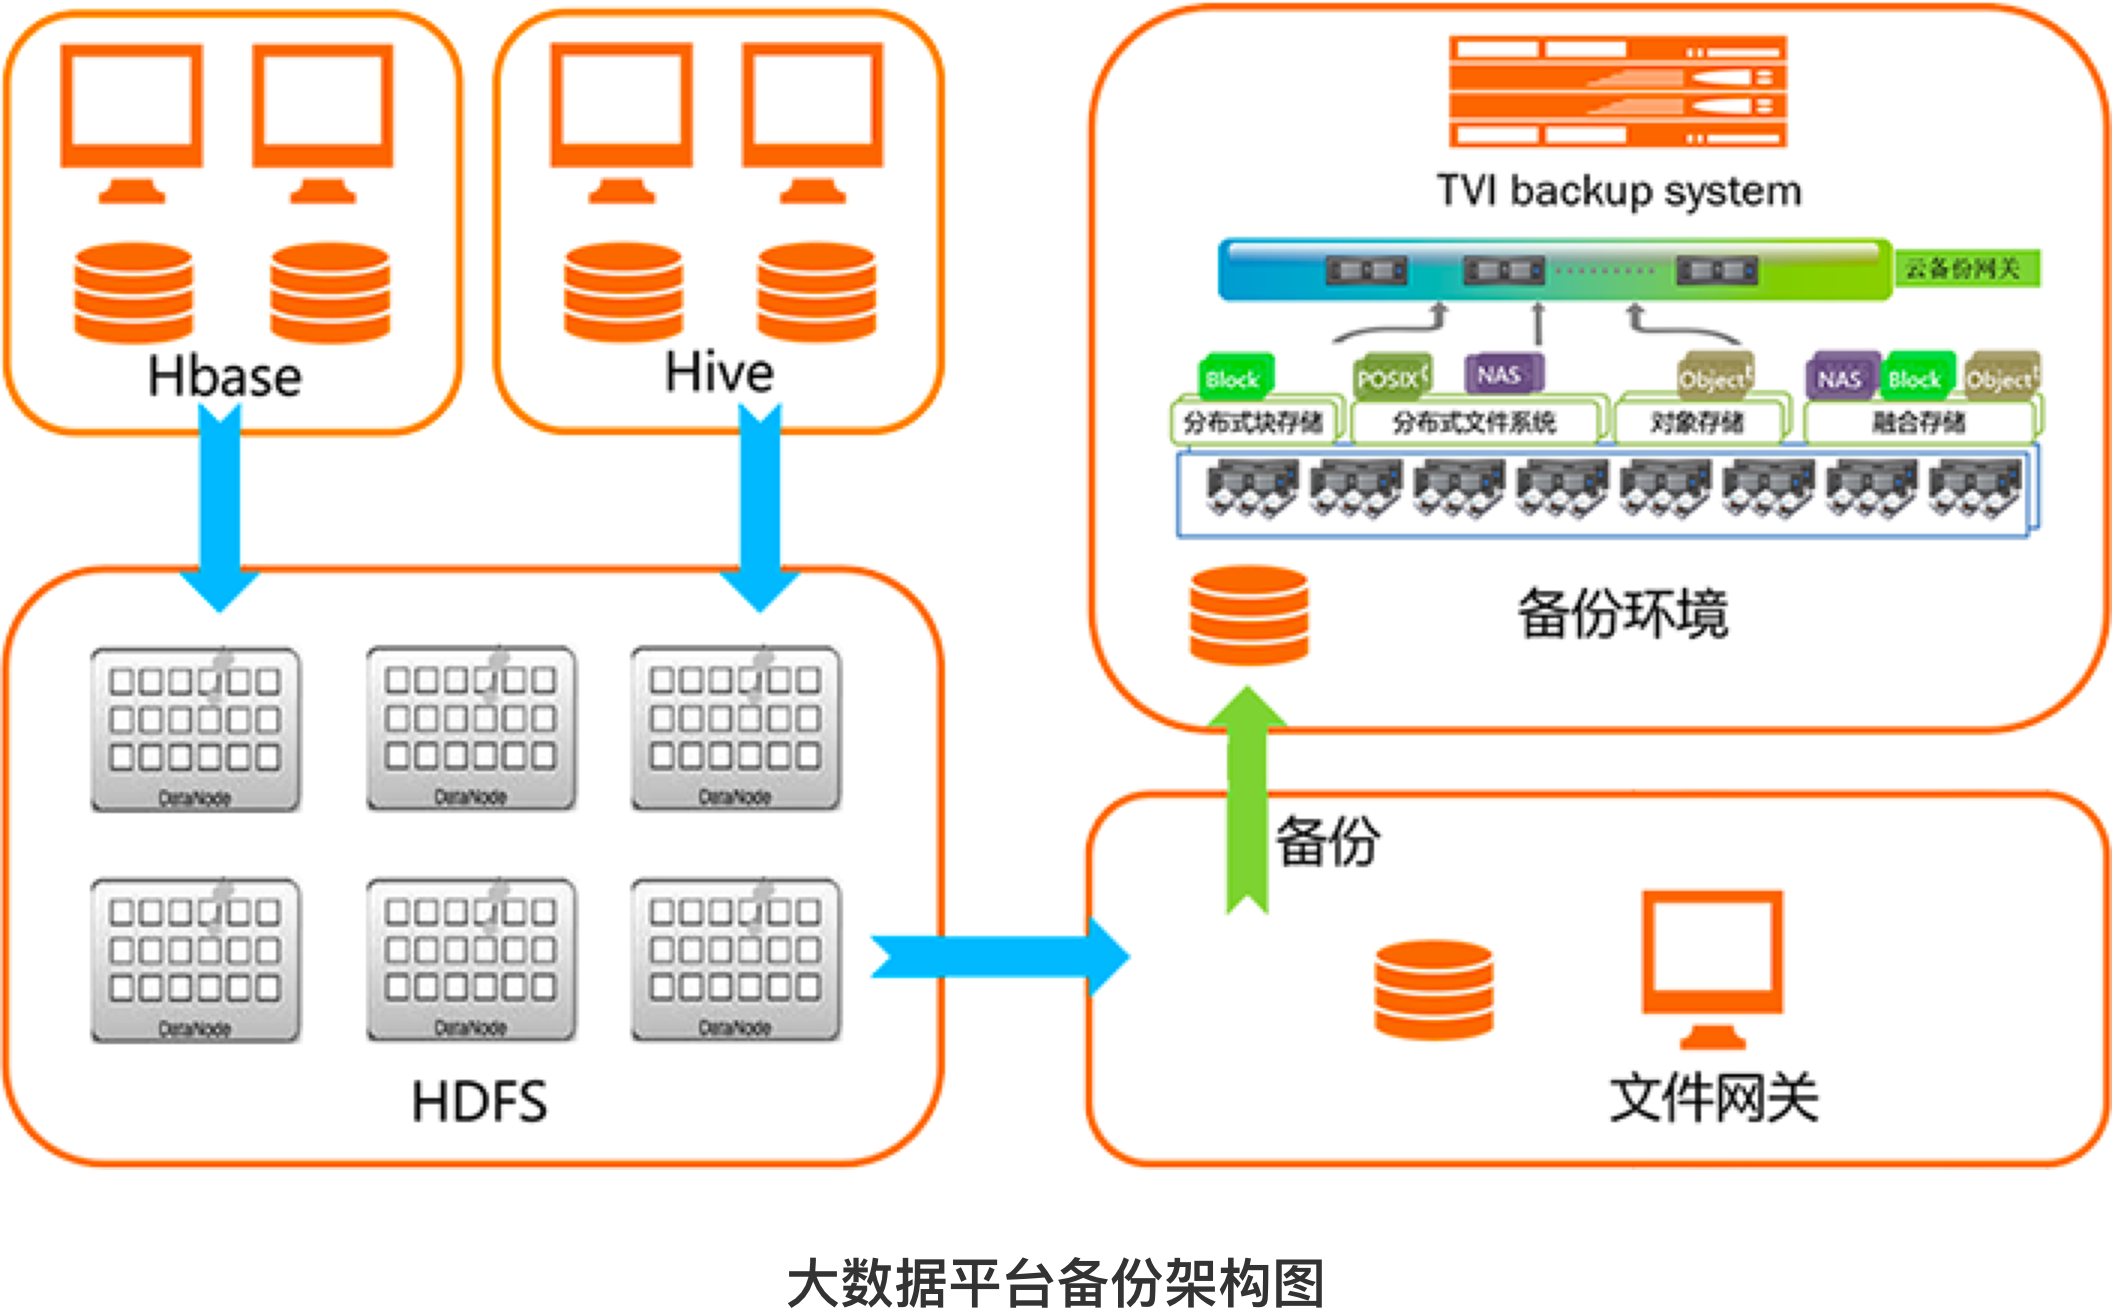 Hbase
Hive
TVI backup system
云备份网关
Block
POSIX
NAS
Object
NAS
Block
Object
分布式块存储
分布式文件系统
对象存储
融合存储
备份环境
DataNode
DataNode
DataNode
备份
DataNode
DataNode
DataNode
HDFS
文件网关
大数据平台备份架构图